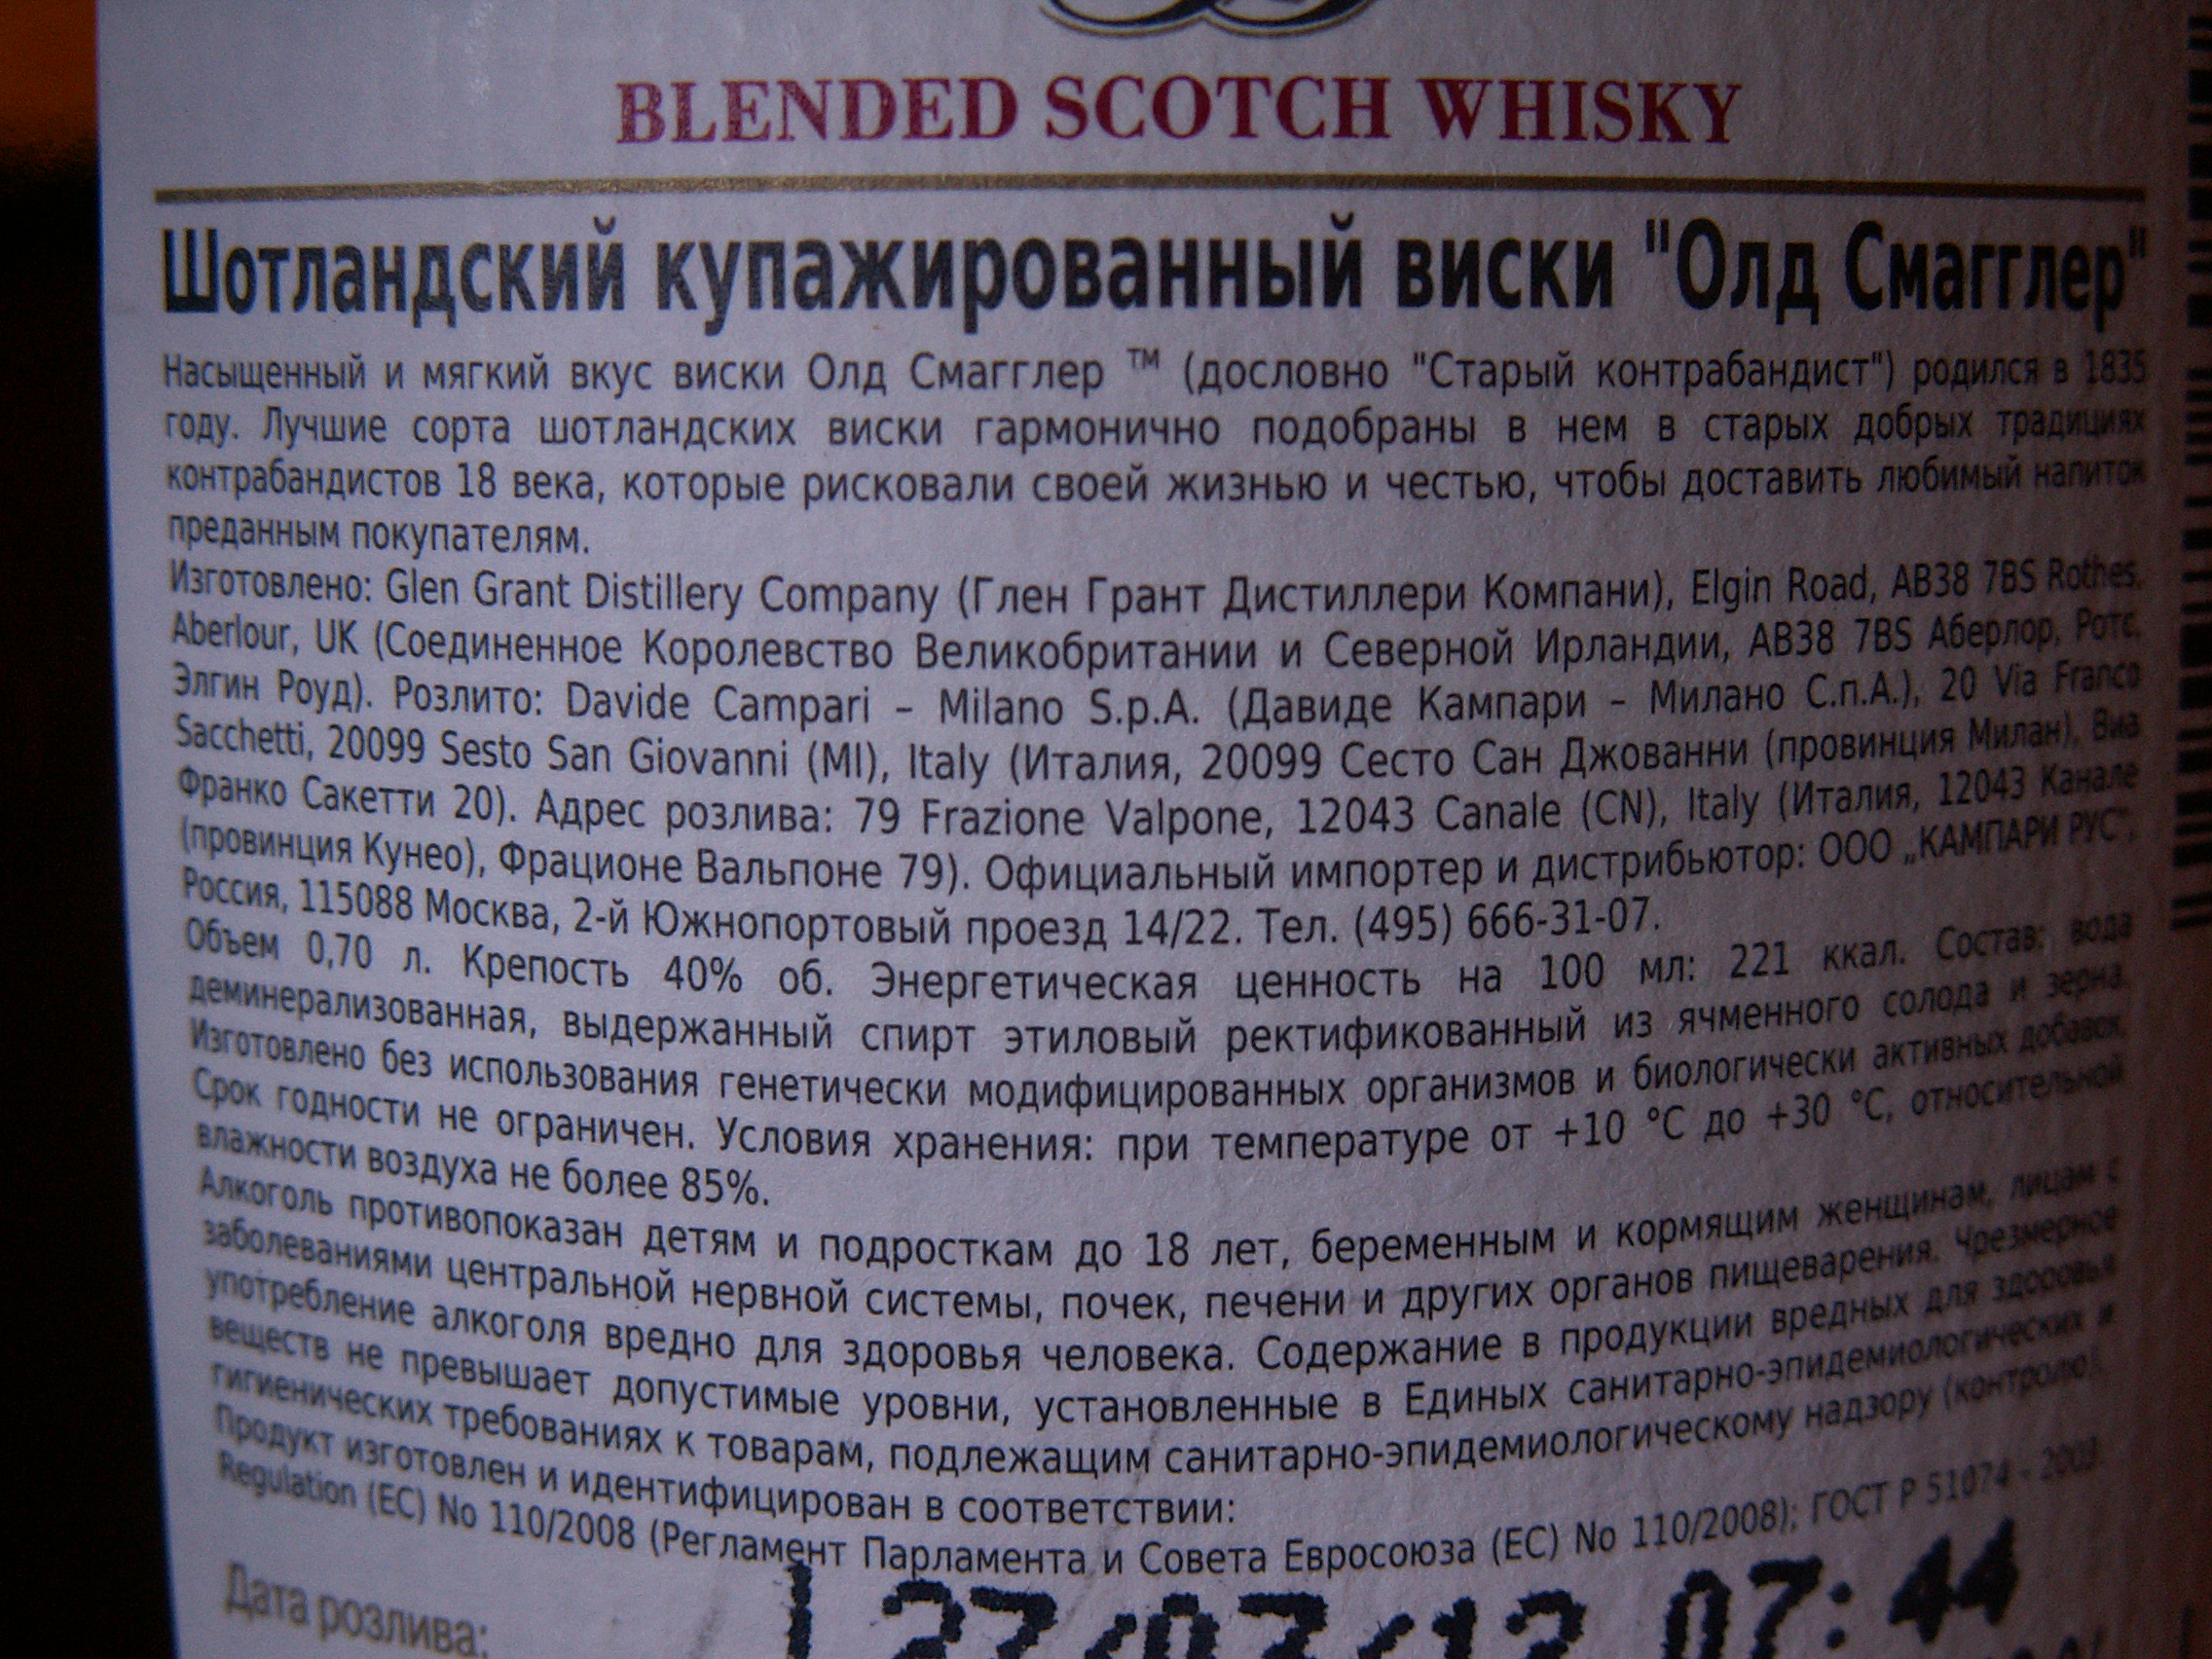 BLENDED SCOTCH WHISKY
Шотландский купажированный виски "Олд Смагглер"
Насыщенный и мягкий вкус виски Олд Смагглер ™ (дословно "Старый контрабандист") родился в 1835
году. Лучшие сорта шотландских виски гармонично подобраны в нем в старых добрых традициях
контрабандистов 18 века, которые рисковали своей жизнью и честью, чтобы доставить любимый напиток
преданным покупателям.
Изготовлено: Glen Grant Distillery Company (Глен Грант Дистиллери Компани), Elgin Road, AB38 7BS Rothes,
Aberlour, UK (Соединенное Королевство Великобритании и Северной Ирландии, AB38 7BS Аберлор, Ротс,
Элгин Роуд). Розлито: Davide Campari – Milano S.p.A. (Давиде Кампари – Милано С.п.А.), 20 Via Franco
Sacchetti, 20099 Sesto San Giovanni (MI), Italy (Италия, 20099 Сесто Сан Джованни (провинция Милан), Виа
Франко Сакетти 20). Адрес розлива: 79 Frazione Valpone, 12043 Canale (CN), Italy (Италия, 12043 Канале
(провинция Кунео), Фрационе Вальпоне 79). Официальный импортер и дистрибьютор: ООО „КАМПАРИ РУС",
Россия, 115088 Москва, 2-й Южнопортовый проезд 14/22. Тел. (495) 666-31-07.
Объем 0,70 л. Крепость 40% об. Энергетическая ценность на 100 мл: 221 ккал. Состав: вода
деминерализованная, выдержанный спирт этиловый ректификованный из ячменного солода и зерна.
Изготовлено без использования генетически модифицированных организмов и биологически активных добавок.
Срок годности не ограничен. Условия хранения: при температуре от +10 °C до +30 °C, относительной
влажности воздуха не более 85%.
Алкоголь противопоказан детям и подросткам до 18 лет, беременным и кормящим женщинам, лицам с
заболеваниями центральной нервной системы, почек, печени и других органов пищеварения. Чрезмерное
употребление алкоголя вредно для здоровья человека. Содержание в продукции вредных для здоровья
веществ не превышает допустимые уровни, установленные в Единых санитарно-эпидемиологических и
гигиенических требованиях к товарам, подлежащим санитарно-эпидемиологическому надзору (контролю).
Продукт изготовлен и идентифицирован в соответствии:
Regulation (EC) No 110/2008 (Регламент Парламента и Совета Евросоюза (ЕС) No 110/2008); ГОСТ Р 51074 - 2003
Дата розлива:
27/07/12 07:44